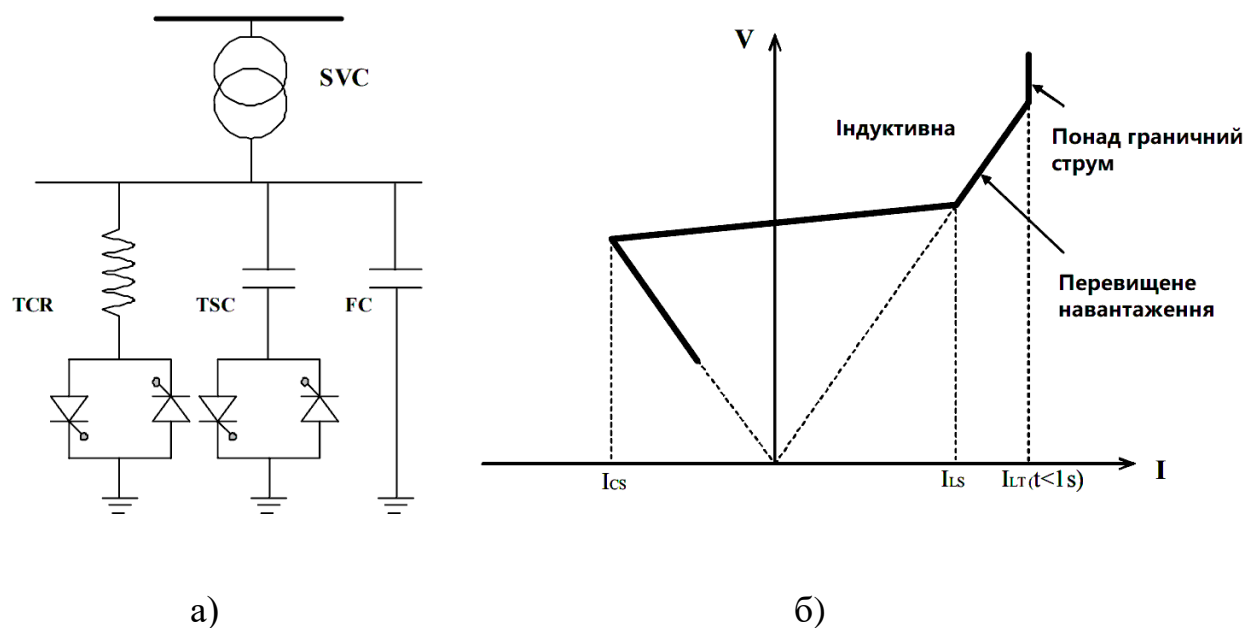 SVC
TCR
TSC
FC
а)
V
Індуктивна
Понад граничний
струм
Перевищене
навантаження
ICS
ILS
ILT(t<1s)
I
б)